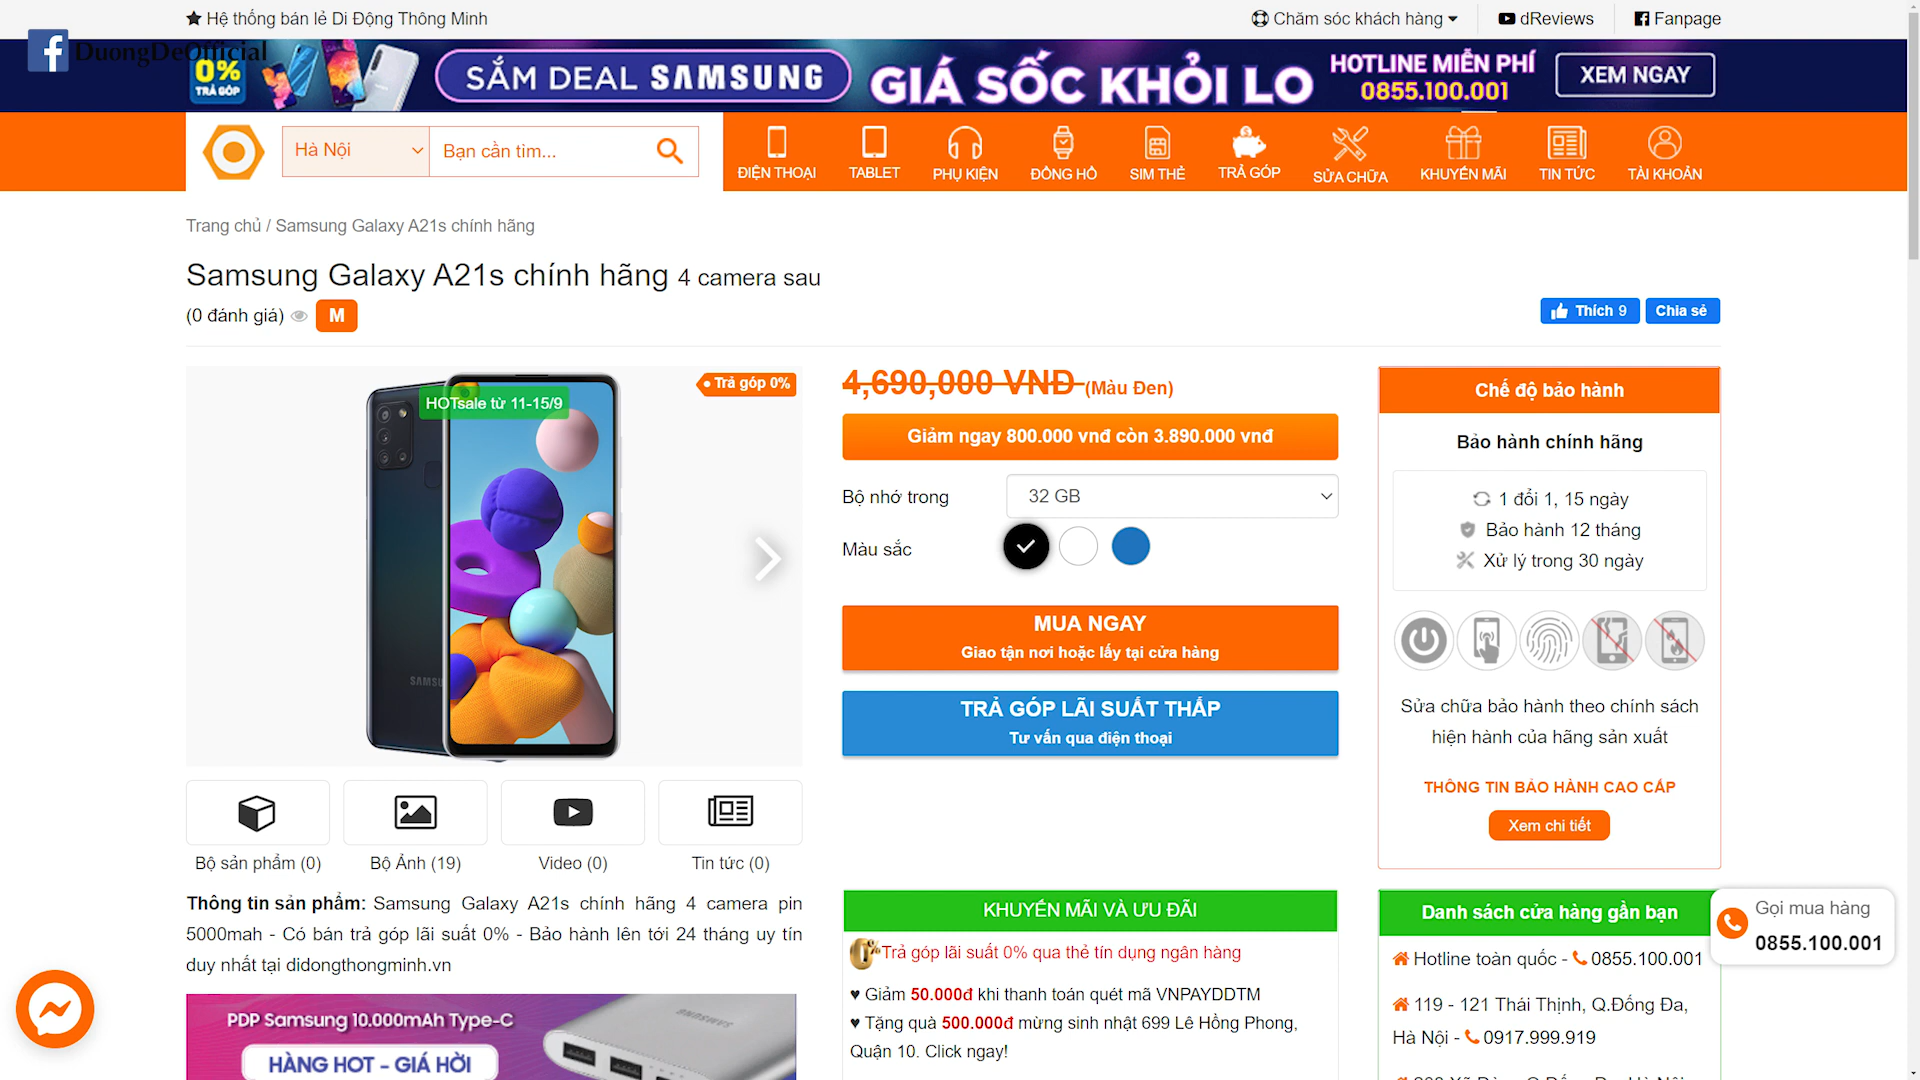 Hệ thống bán lẻ Di Động Thông Minh
Chăm sóc khách hàng
dReviews
Fanpage
DuongDeOfficial
0%
TRẢ GÓP
SẮM DEAL SAMSUNG
GIÁ SỐC KHỎI LO
HOTLINE MIỄN PHÍ
0855.100.001
XEM NGAY
Hà Nội
Bạn cần tìm...
ĐIỆN THOẠI
TABLET
PHỤ KIỆN
ĐỒNG HỒ
SIM THẺ
TRẢ GÓP
SỬA CHỮA
KHUYẾN MÃI
TIN TỨC
TÀI KHOẢN
Trang chủ / Samsung Galaxy A21s chính hãng
Samsung Galaxy A21s chính hãng 4 camera sau
(0 đánh giá)
M
Thích 9
Chia sẻ
Trả góp 0%
HOTsale từ 11-15/9
SAMSU
4,690,000 VNĐ (Màu Đen)
Giảm ngay 800.000 vnđ còn 3.890.000 vnđ
Bộ nhớ trong
32 GB
Màu sắc
MUA NGAY
Giao tận nơi hoặc lấy tại cửa hàng
TRẢ GÓP LÃI SUẤT THẤP
Tư vấn qua điện thoại
Chế độ bảo hành
Bảo hành chính hãng
1 đổi 1, 15 ngày
Bảo hành 12 tháng
Xử lý trong 30 ngày
Sửa chữa bảo hành theo chính sách
hiện hành của hãng sản xuất
THÔNG TIN BẢO HÀNH CAO CẤP
Xem chi tiết
Bộ sản phẩm (0)
Bộ Ảnh (19)
Video (0)
Tin tức (0)
Thông tin sản phẩm: Samsung Galaxy A21s chính hãng 4 camera pin
5000mah - Có bán trả góp lãi suất 0% - Bảo hành lên tới 24 tháng uy tín
duy nhất tại didongthongminh.vn
PDP Samsung 10.000mAh Type-C
HÀNG HOT - GIÁ HỜI
SAMSUNG
KHUYẾN MÃI VÀ ƯU ĐÃI
0% Trả góp lãi suất 0% qua thẻ tín dụng ngân hàng
♥ Giảm 50.000đ khi thanh toán quét mã VNPAYDDTM
♥ Tặng quà 500.000đ mừng sinh nhật 699 Lê Hồng Phong,
Quận 10. Click ngay!
Danh sách cửa hàng gần bạn
Hotline toàn quốc - 0855.100.001
119 - 121 Thái Thịnh, Q.Đống Đa,
Hà Nội - 0917.999.919
Gọi mua hàng
0855.100.001